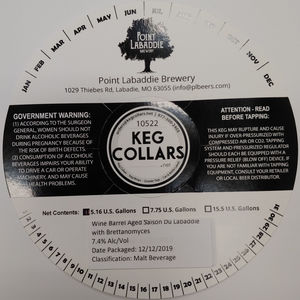 JAN
FEB
MAR
APR
MAY
JUN
JUL
DEC
POINT
LABADDIE
BREWERY
Point Labaddie Brewery
1029 Thiebes Rd, Labadie, MO 63055 (info@plbeers.com)
GOVERNMENT WARNING:
(1) ACCORDING TO THE SURGEON
GENERAL, WOMEN SHOULD NOT
DRINK ALCOHOLIC BEVERAGES
DURING PREGNANCY BECAUSE OF
THE RISK OF BIRTH DEFECTS.
(2) CONSUMPTION OF ALCOHOLIC
BEVERAGES IMPAIRS YOUR ABILITY
TO DRIVE A CAR OR OPERATE
MACHINERY, AND MAY CAUSE
HEALTH PROBLEMS.
10522
KEG
COLLARS
.net
ATTENTION - READ
BEFORE TAPPING:
THIS KEG MAY RUPTURE AND CAUSE
INJURY IF OVER-PRESSURIZED WITH
COMPRESSED AIR OR CO2. TAPPING
SYSTEM AND PRESSURIZED REGULATOR
SHOULD EACH BE EQUIPPED WITH A
PRESSURE RELIEF (BLOW OFF) DEVICE. IF
YOU ARE NOT FAMILIAR WITH TAPPING
EQUIPMENT, CONSULT YOUR RETAILER
OR LOCAL BEER DISTRIBUTOR.
Net Contents: 5.16 U.S. Gallons 7.75 U.S. Gallons 15.5 U.S. Gallons
Wine Barrel Aged Saison Du Labaddie
with Brettanomyces
7.4% Alc/Vol
Date Packaged: 12/12/2019
Classification: Malt Beverage